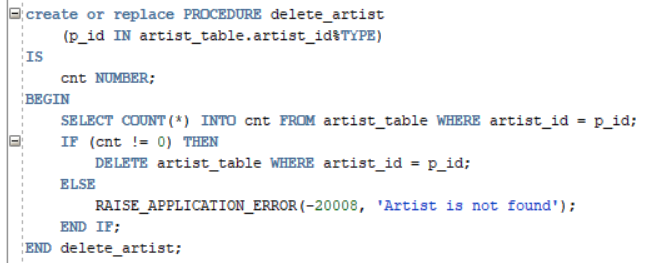 create or replace PROCEDURE delete_artist
(p_id IN artist_table.artist_id%TYPE)
IS
cnt NUMBER;
BEGIN
SELECT COUNT(*) INTO cnt FROM artist_table WHERE artist_id = p_id;
IF (cnt != 0) THEN
DELETE artist_table WHERE artist_id = p_id;
ELSE
RAISE_APPLICATION_ERROR(-20008, 'Artist is not found');
END IF;
END delete_artist;